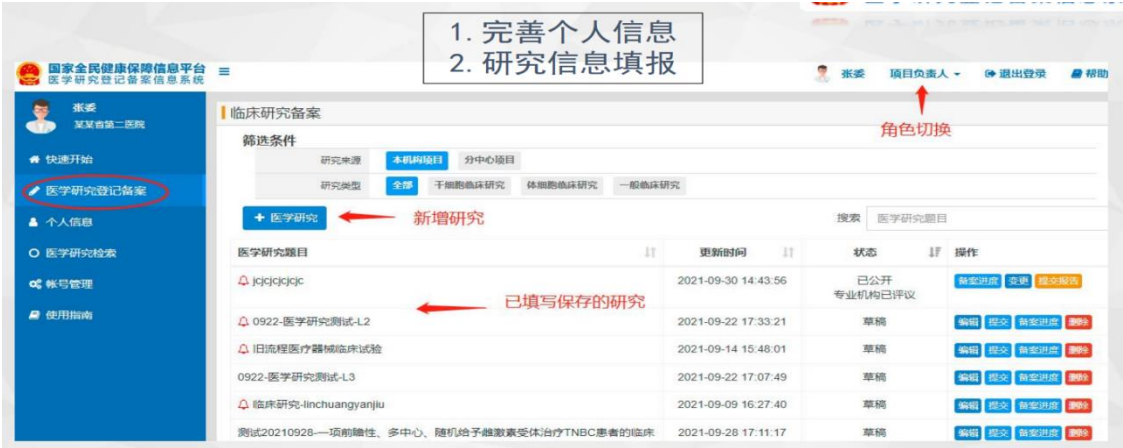 1. 完善个人信息
2. 研究信息填报
国家全民健康保障信息平台
医学研究登记备案信息系统
张委
项目负责人
退出登录
帮助
张委
某某省第二医院
角色切换
快速开始
医学研究登记备案
个人信息
医学研究检索
帐号管理
使用指南
临床研究备案
筛选条件
研究来源 本机构项目 分中心项目
研究类型 全部 干细胞临床研究 体细胞临床研究 一般临床研究
+ 医学研究
新增研究
搜索 医学研究题目
医学研究题目 更新时间 状态 操作
jcjcjcjcjcjc 2021-09-30 14:43:56 已公开 备案进度 变更 提交报告
专业机构已评议
已填写保存的研究
0922-医学研究测试-L2 2021-09-22 17:33:21 草稿 编辑 提交 备案进度 删除
旧流程医疗器械临床试验 2021-09-14 15:48:01 草稿 编辑 提交 备案进度 删除
0922-医学研究测试-L3 2021-09-22 17:07:49 草稿 编辑 提交 备案进度 删除
临床研究-linchuangyanjiu 2021-09-09 16:27:40 草稿 编辑 提交 备案进度 删除
测试20210928-一项前瞻性、多中心、随机给予雌激素受体治疗TNBC患者的临床 2021-09-28 17:11:17 草稿 编辑 提交 备案进度 删除